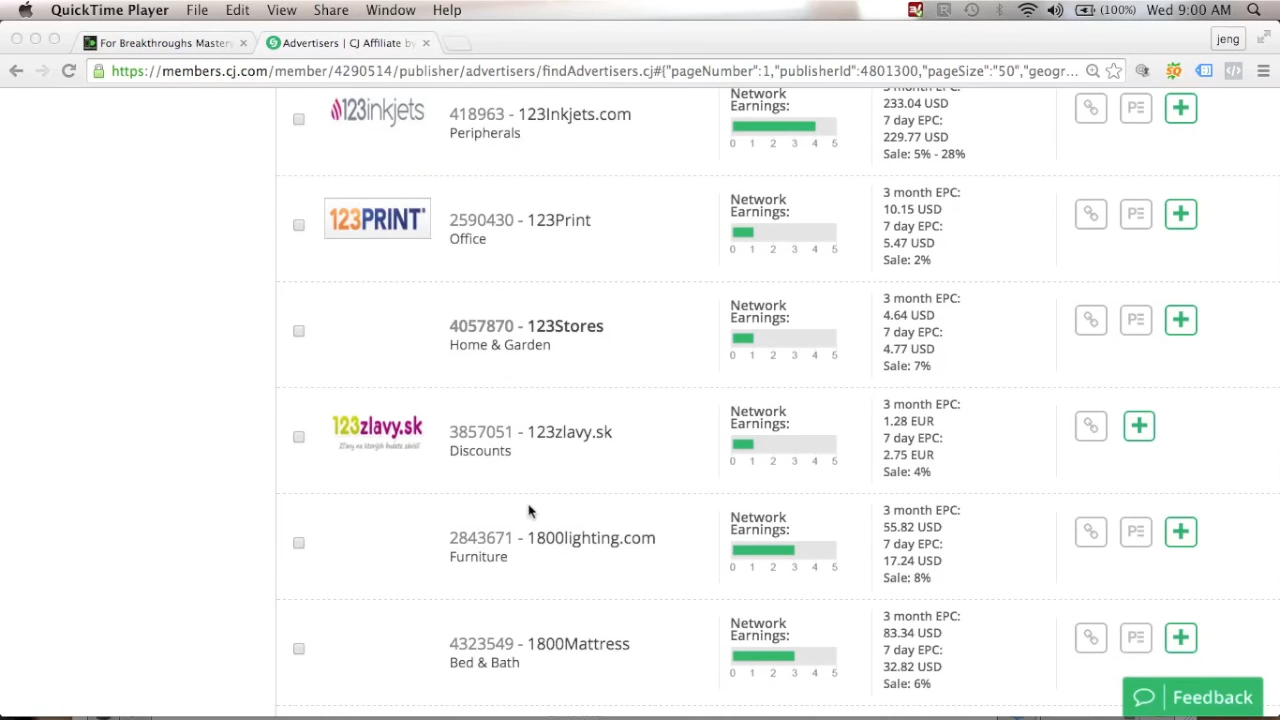 QuickTime Player File Edit View Share Window Help (100%) Wed 9:00 AM
For Breakthroughs Mastery Advertisers | CJ Affiliate by jeng
https://members.cj.com/member/4290514/publisher/advertisers/findAdvertisers.cj#{"pageNumber":1,"publisherId":4801300,"pageSize":"50","geogr...
123inkjets
418963 - 123Inkjets.com
Peripherals
Network
Earnings:
0 1 2 3 4 5
3 month EPC:
233.04 USD
7 day EPC:
229.77 USD
Sale: 5% - 28%
PE
123PRINT
2590430 - 123Print
Office
Network
Earnings:
0 1 2 3 4 5
3 month EPC:
10.15 USD
7 day EPC:
5.47 USD
Sale: 2%
PE
4057870 - 123Stores
Home & Garden
Network
Earnings:
0 1 2 3 4 5
3 month EPC:
4.64 USD
7 day EPC:
4.77 USD
Sale: 7%
PE
123zlavy.sk
3857051 - 123zlavy.sk
Discounts
Network
Earnings:
0 1 2 3 4 5
3 month EPC:
1.28 EUR
7 day EPC:
2.75 EUR
Sale: 4%
2843671 - 1800lighting.com
Furniture
Network
Earnings:
0 1 2 3 4 5
3 month EPC:
55.82 USD
7 day EPC:
17.24 USD
Sale: 8%
PE
4323549 - 1800Mattress
Bed & Bath
Network
Earnings:
0 1 2 3 4 5
3 month EPC:
83.34 USD
7 day EPC:
32.82 USD
Sale: 6%
PE
Feedback